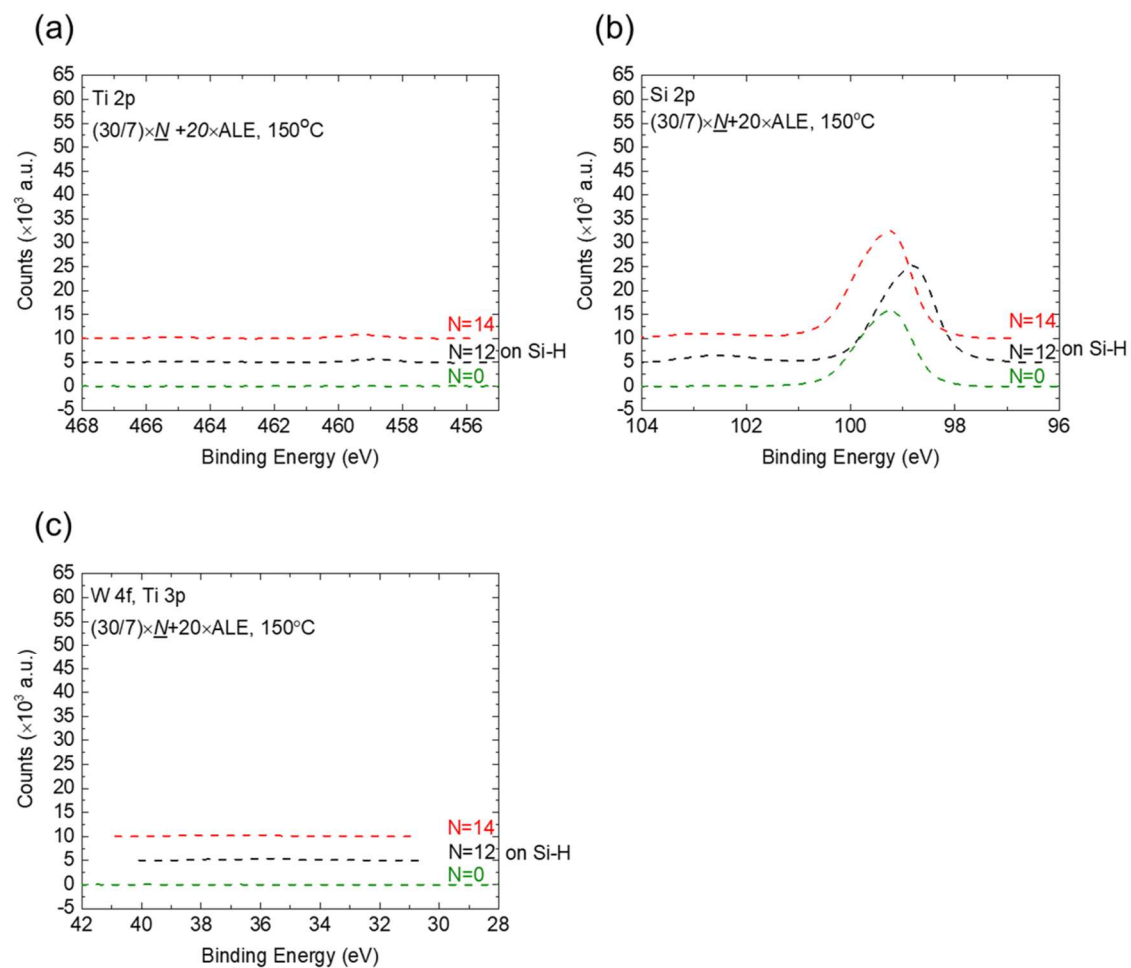 (a)
65
60
55
50
45
40
35
30
25
20
15
10
5
0
-5
Counts (×10³ a.u.)
Ti 2p
(30/7)×N +20×ALE, 150°C
N=14
N=12 on Si-H
N=0
468 466 464 462 460 458 456
Binding Energy (eV)
(b)
65
60
55
50
45
40
35
30
25
20
15
10
5
0
-5
Counts (×10³ a.u.)
Si 2p
(30/7)×N+20×ALE, 150°C
N=14
N=12 on Si-H
N=0
104 102 100 98 96
Binding Energy (eV)
(c)
65
60
55
50
45
40
35
30
25
20
15
10
5
0
-5
Counts (×10³ a.u.)
W 4f, Ti 3p
(30/7)×N+20×ALE, 150°C
N=14
N=12 on Si-H
N=0
42 40 38 36 34 32 30 28
Binding Energy (eV)